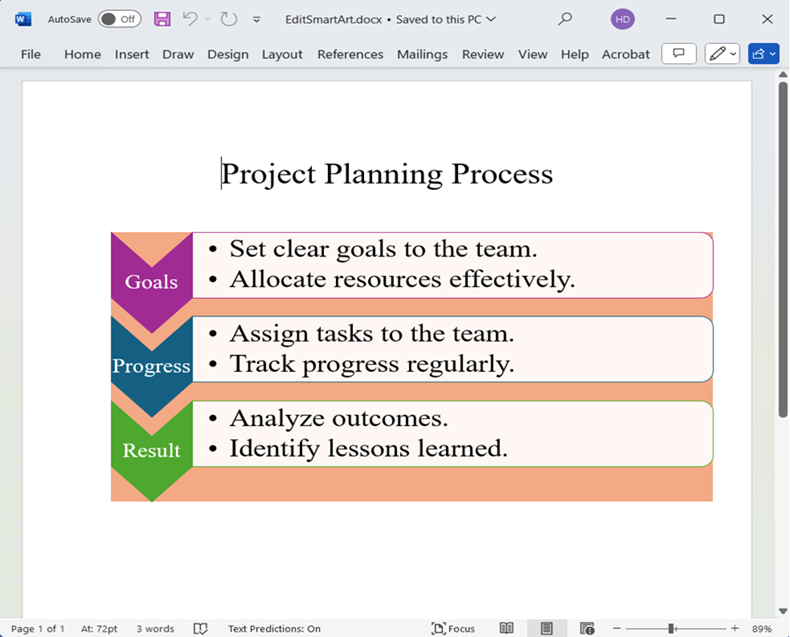 AutoSave Off EditSmartArt.docx • Saved to this PC HD
File Home Insert Draw Design Layout References Mailings Review View Help Acrobat
Project Planning Process
Goals
• Set clear goals to the team.
• Allocate resources effectively.
Progress
• Assign tasks to the team.
• Track progress regularly.
Result
• Analyze outcomes.
• Identify lessons learned.
Page 1 of 1 At: 72pt 3 words Text Predictions: On Focus 89%